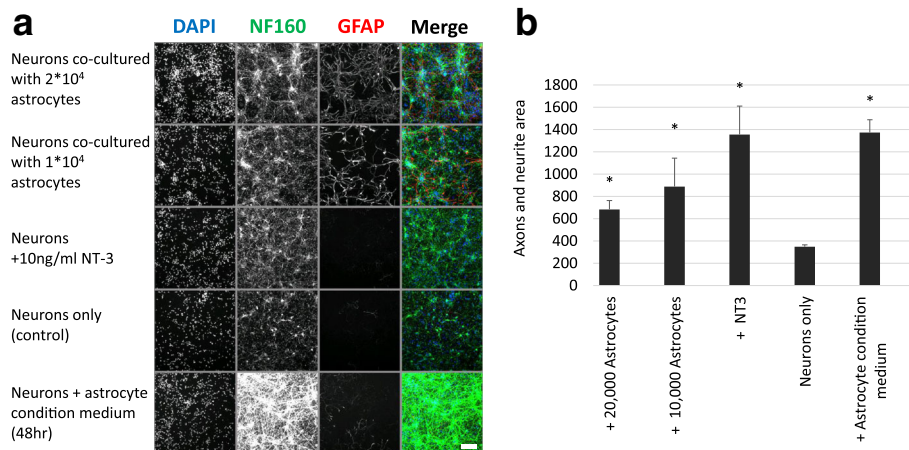 a
DAPI NF160 GFAP Merge
Neurons co-cultured
with 2*10⁴
astrocytes
Neurons co-cultured
with 1*10⁴
astrocytes
Neurons
+10ng/ml NT-3
Neurons only
(control)
Neurons + astrocyte
condition medium
(48hr)
b
Axons and neurite area
1800
1600
1400
1200
1000
800
600
400
200
0
*
*
*
*
+ 20,000 Astrocytes
+ 10,000 Astrocytes
+ NT3
Neurons only
+ Astrocyte condition
medium